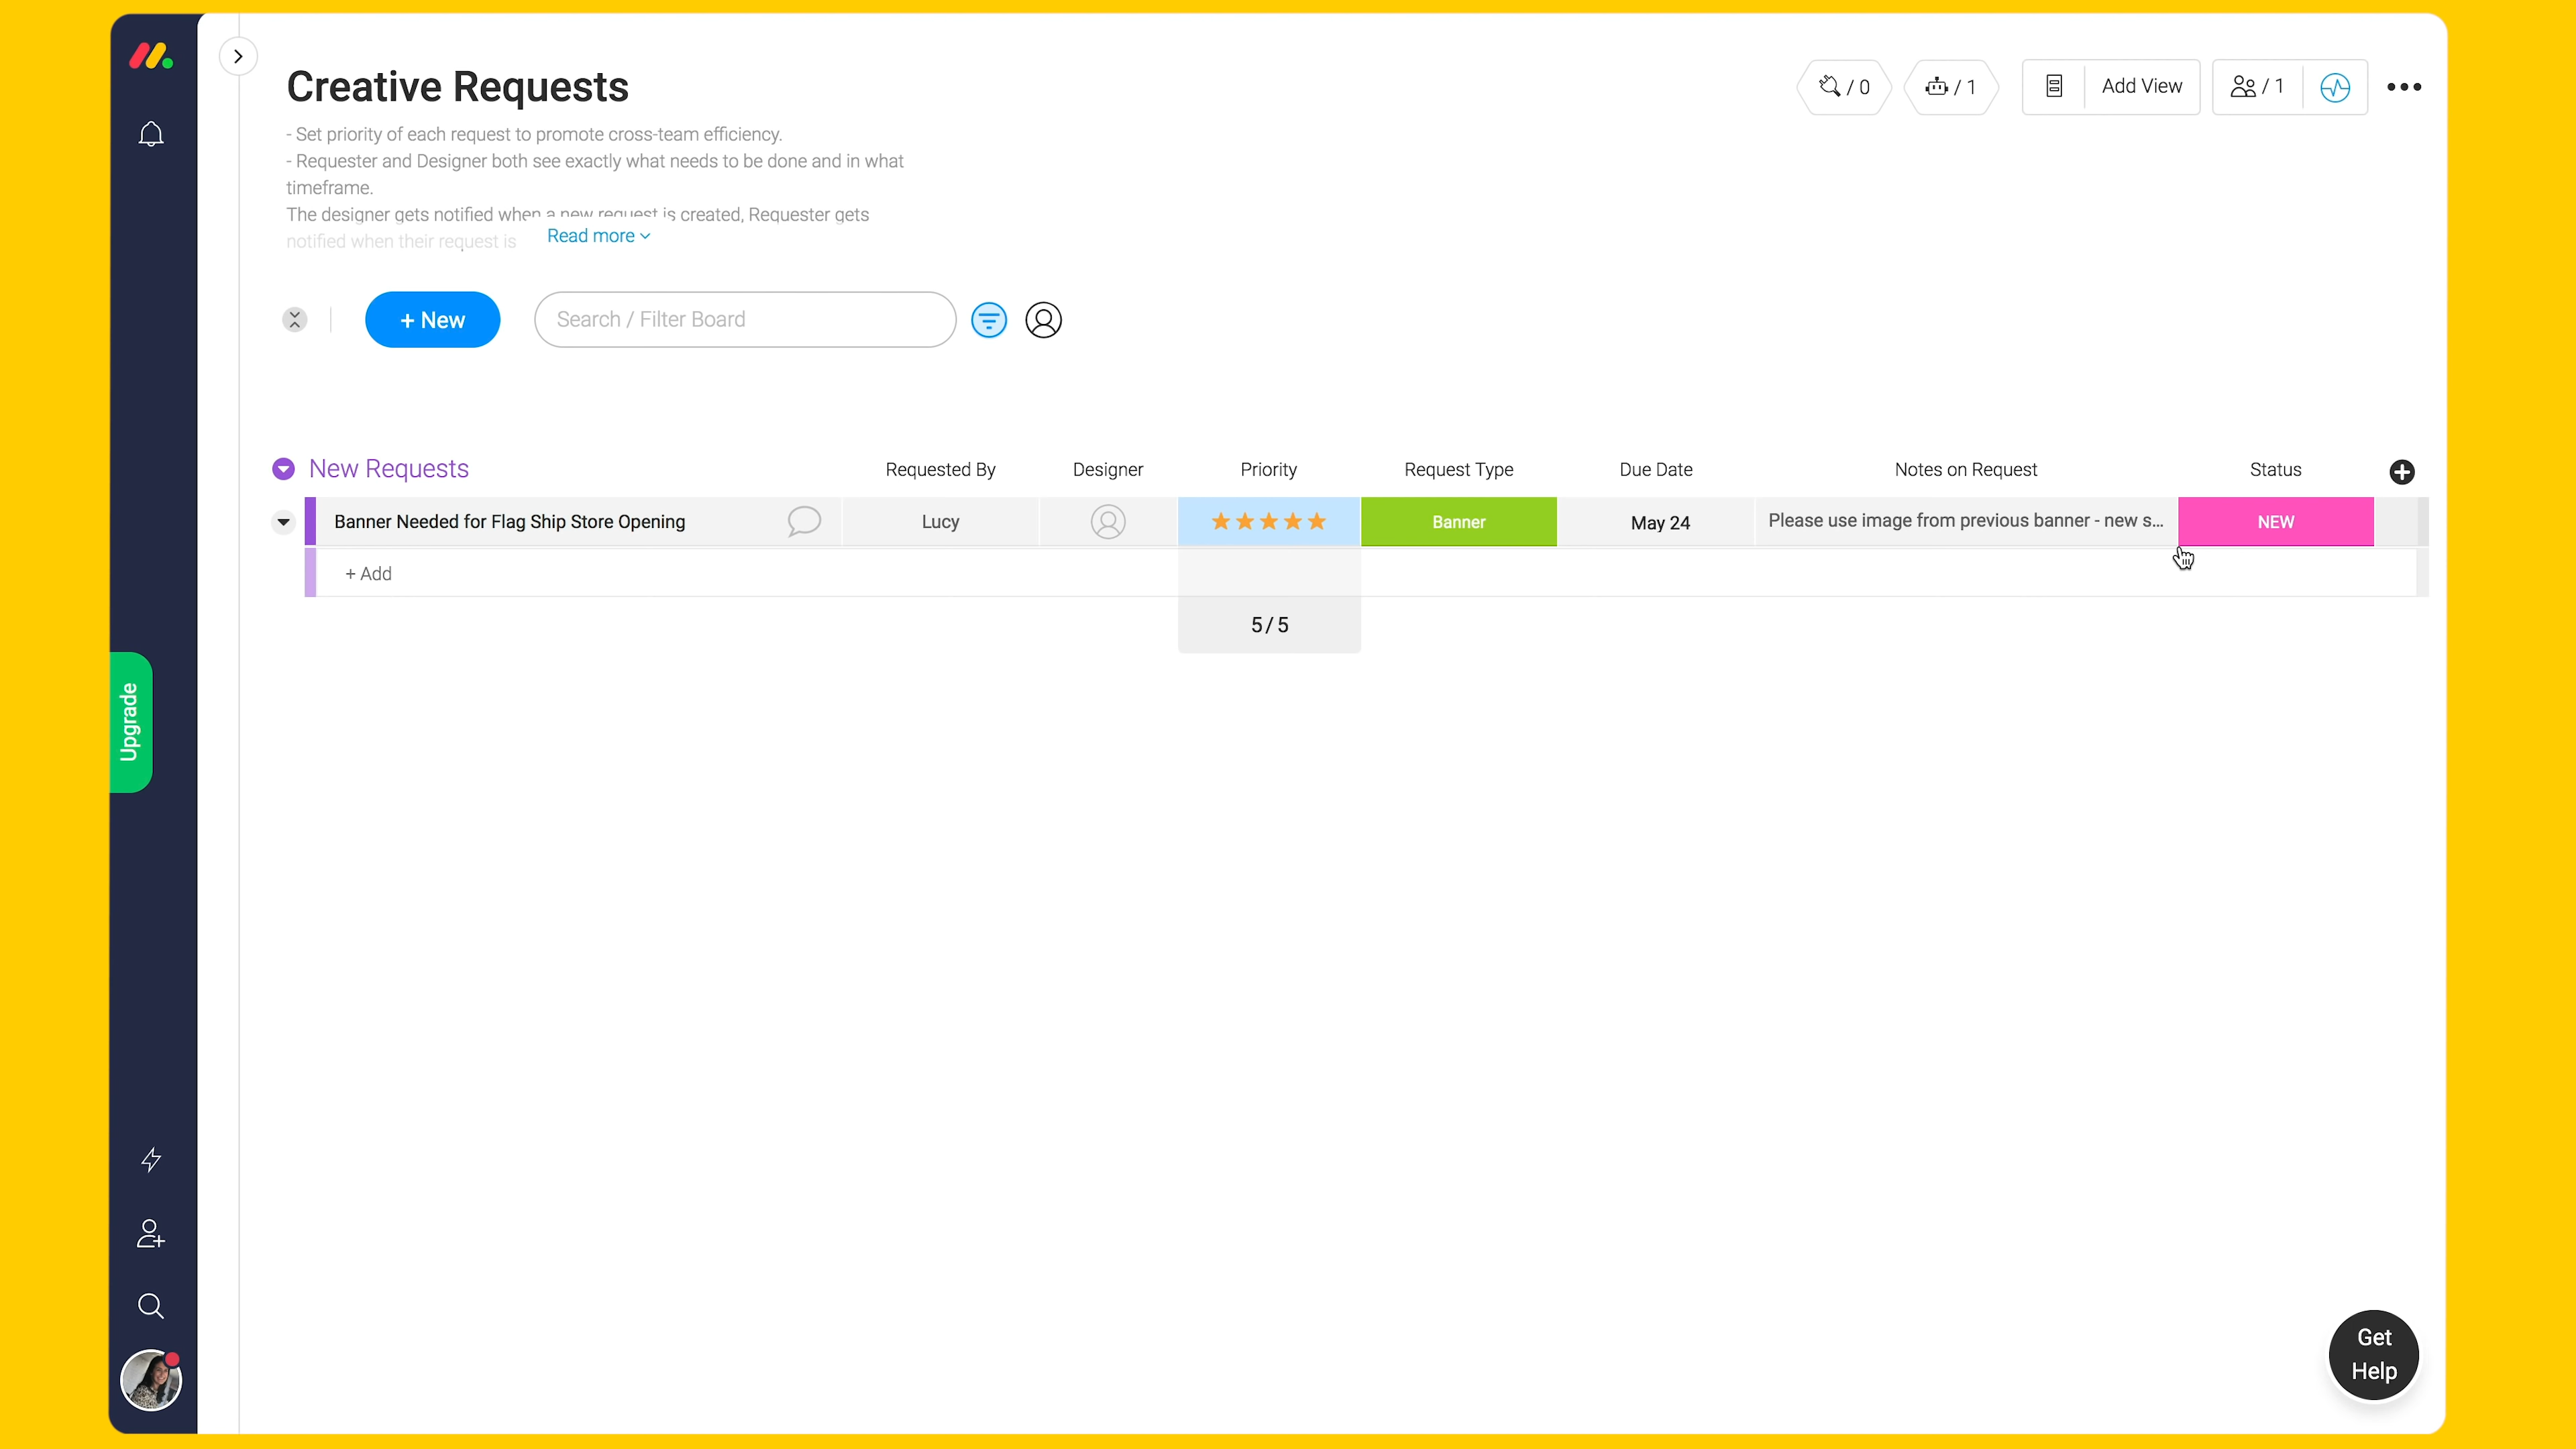 Creative Requests
/ 0
/ 1
Add View
/ 1
- Set priority of each request to promote cross-team efficiency.
- Requester and Designer both see exactly what needs to be done and in what
timeframe.
The designer gets notified when a new request is created, Requester gets
notified when their request is
Read more
+ New
Search / Filter Board
New Requests
Requested By
Designer
Priority
Request Type
Due Date
Notes on Request
Status
Banner Needed for Flag Ship Store Opening
Lucy
Banner
May 24
Please use image from previous banner - new s...
NEW
+ Add
5 / 5
Upgrade
Get
Help